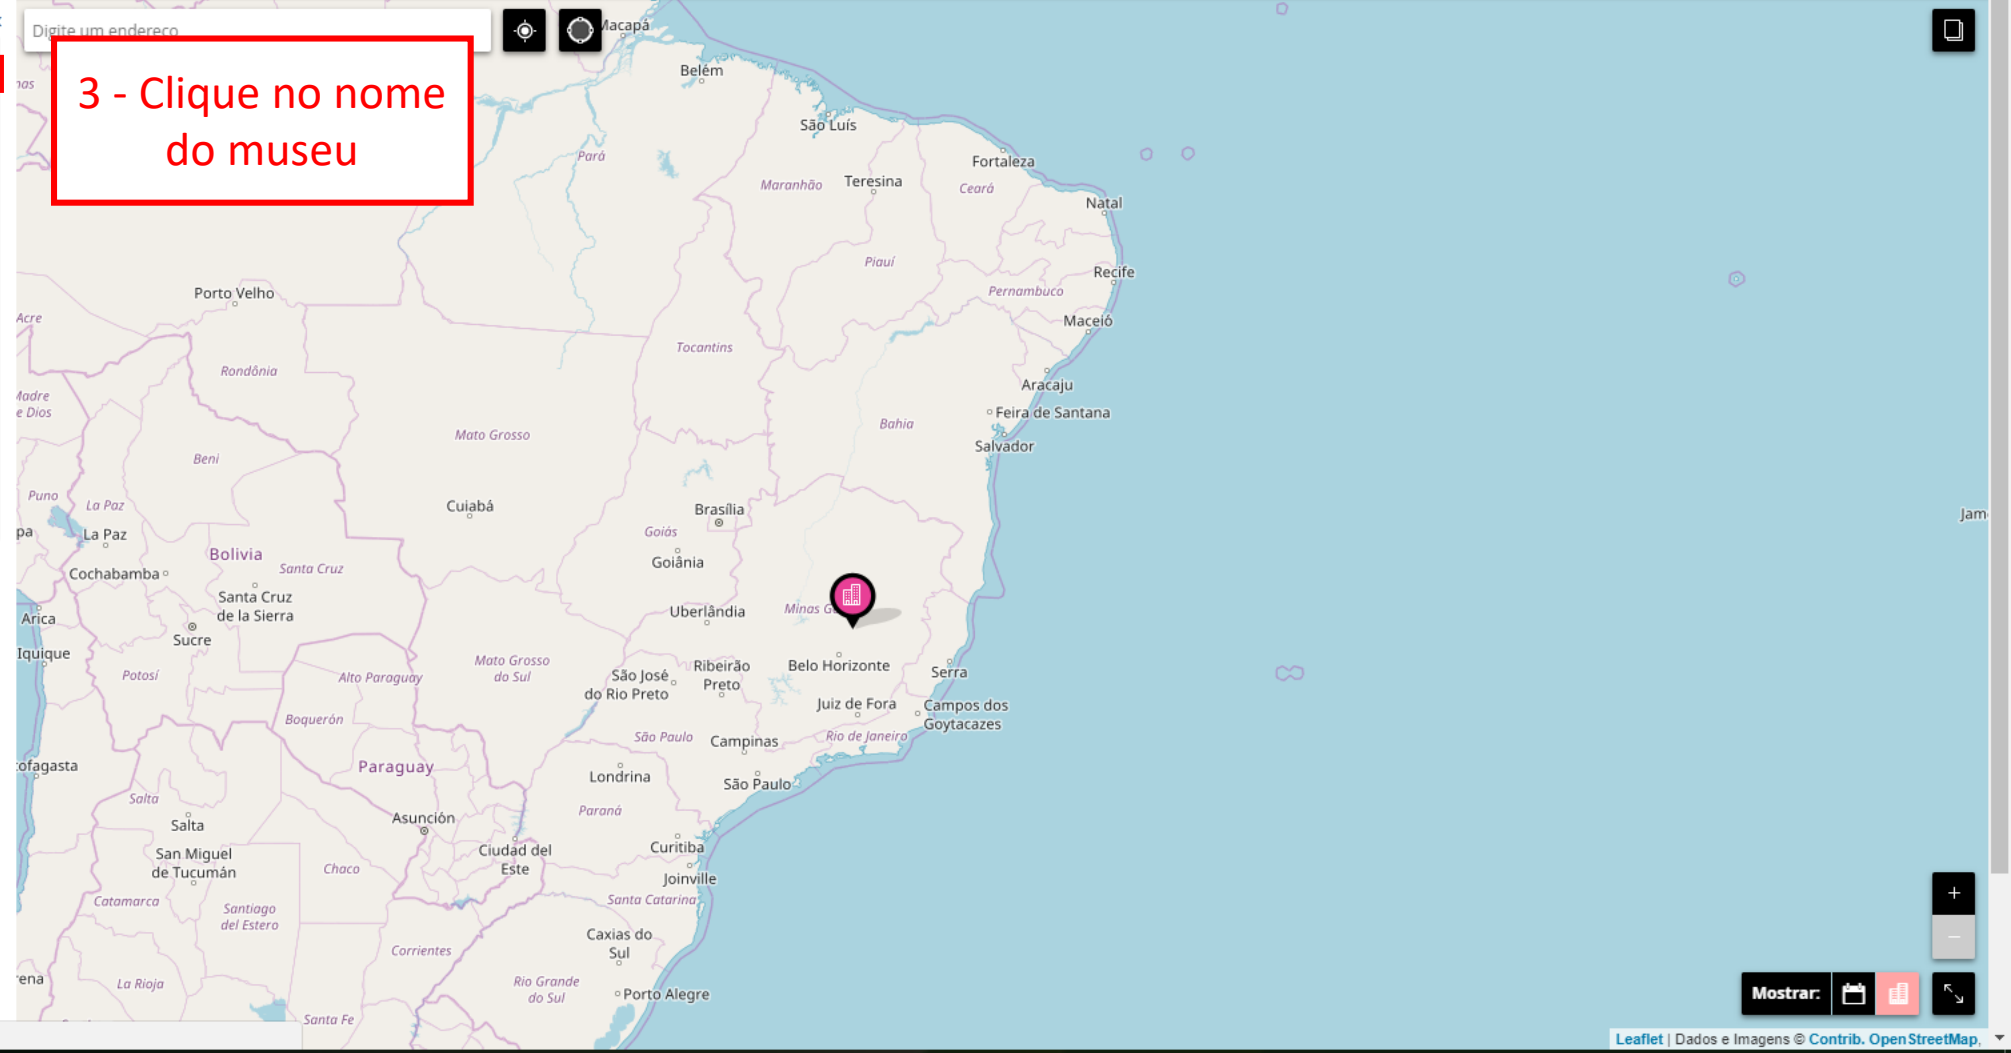 Digite um endereço
3 - Clique no nome
do museu
Macapá
Belém
São Luís
Pará
Fortaleza
Maranhão
Teresina
Ceará
Natal
Piauí
Recife
Porto Velho
Pernambuco
Acre
Maceió
Tocantins
Rondônia
Aracaju
Madre
e Dios
Feira de Santana
Bahia
Mato Grosso
Salvador
Beni
Puno
La Paz
Cuiabá
Brasília
Jam
La Paz
Goiás
Bolivia
Goiânia
Santa Cruz
Cochabamba
Santa Cruz
de la Sierra
Minas G
Uberlândia
Arica
Sucre
Iquique
Mato Grosso
do Sul
Ribeirão
Preto
Belo Horizonte
Serra
Potosí
Alto Paraguay
São José
do Rio Preto
Juiz de Fora
Campos dos
Goytacazes
Boquerón
São Paulo
Campinas
Rio de Janeiro
ofagasta
Paraguay
Londrina
São Paulo
Salta
Paraná
Salta
Asunción
San Miguel
de Tucumán
Ciudad del
Este
Curitiba
Chaco
Joinville
Catamarca
Santiago
del Estero
Santa Catarina
Caxias do
Sul
Corrientes
La Rioja
Rio Grande
do Sul
Porto Alegre
Mostrar:
Santa Fe
Leaflet | Dados e Imagens © Contrib. OpenStreetMap,